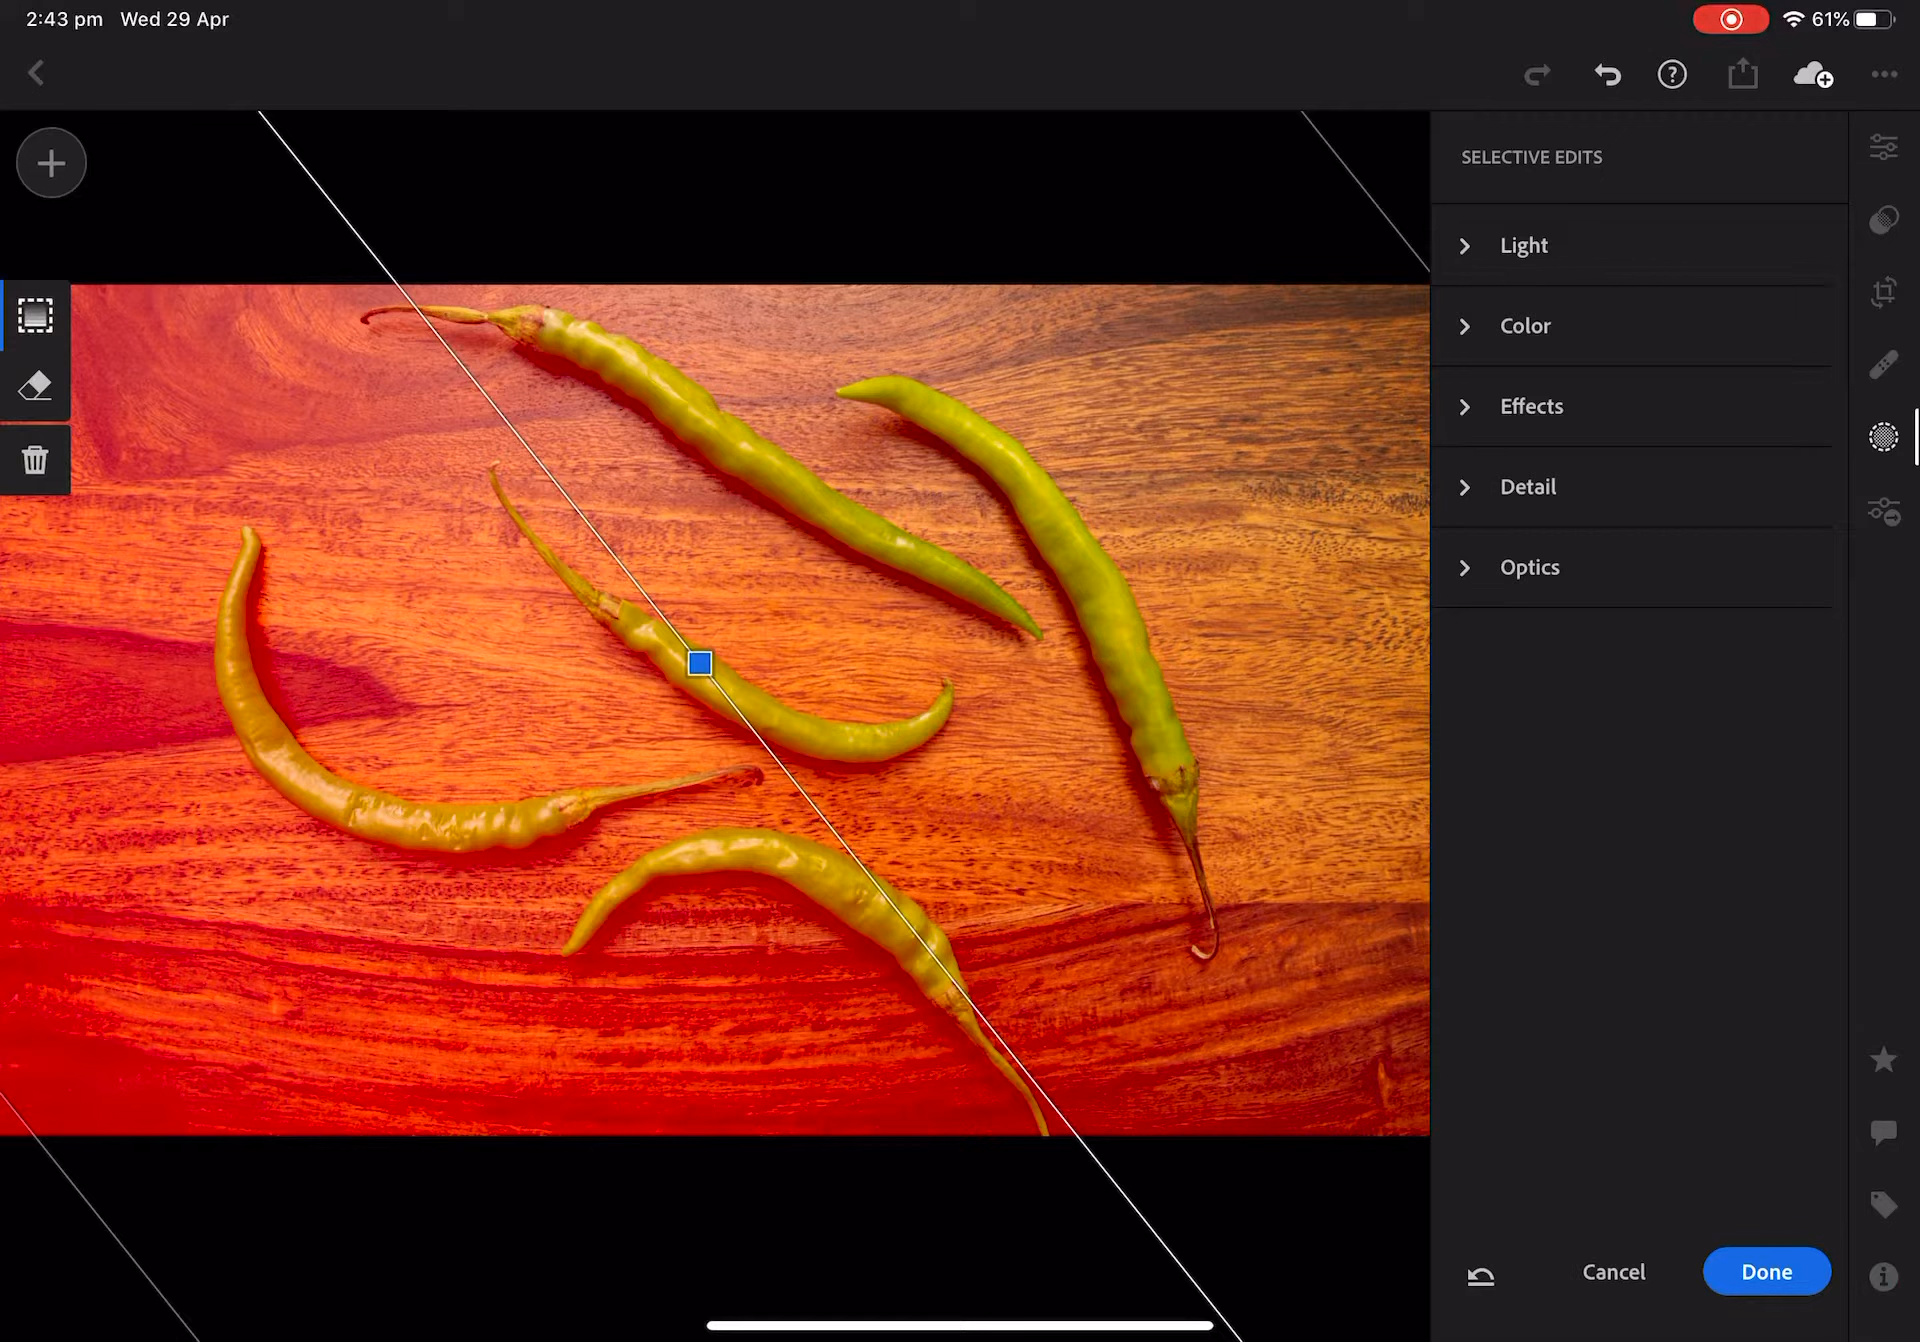 2:43 pm Wed 29 Apr
61%
SELECTIVE EDITS
Light
Color
Effects
Detail
Optics
Cancel
Done